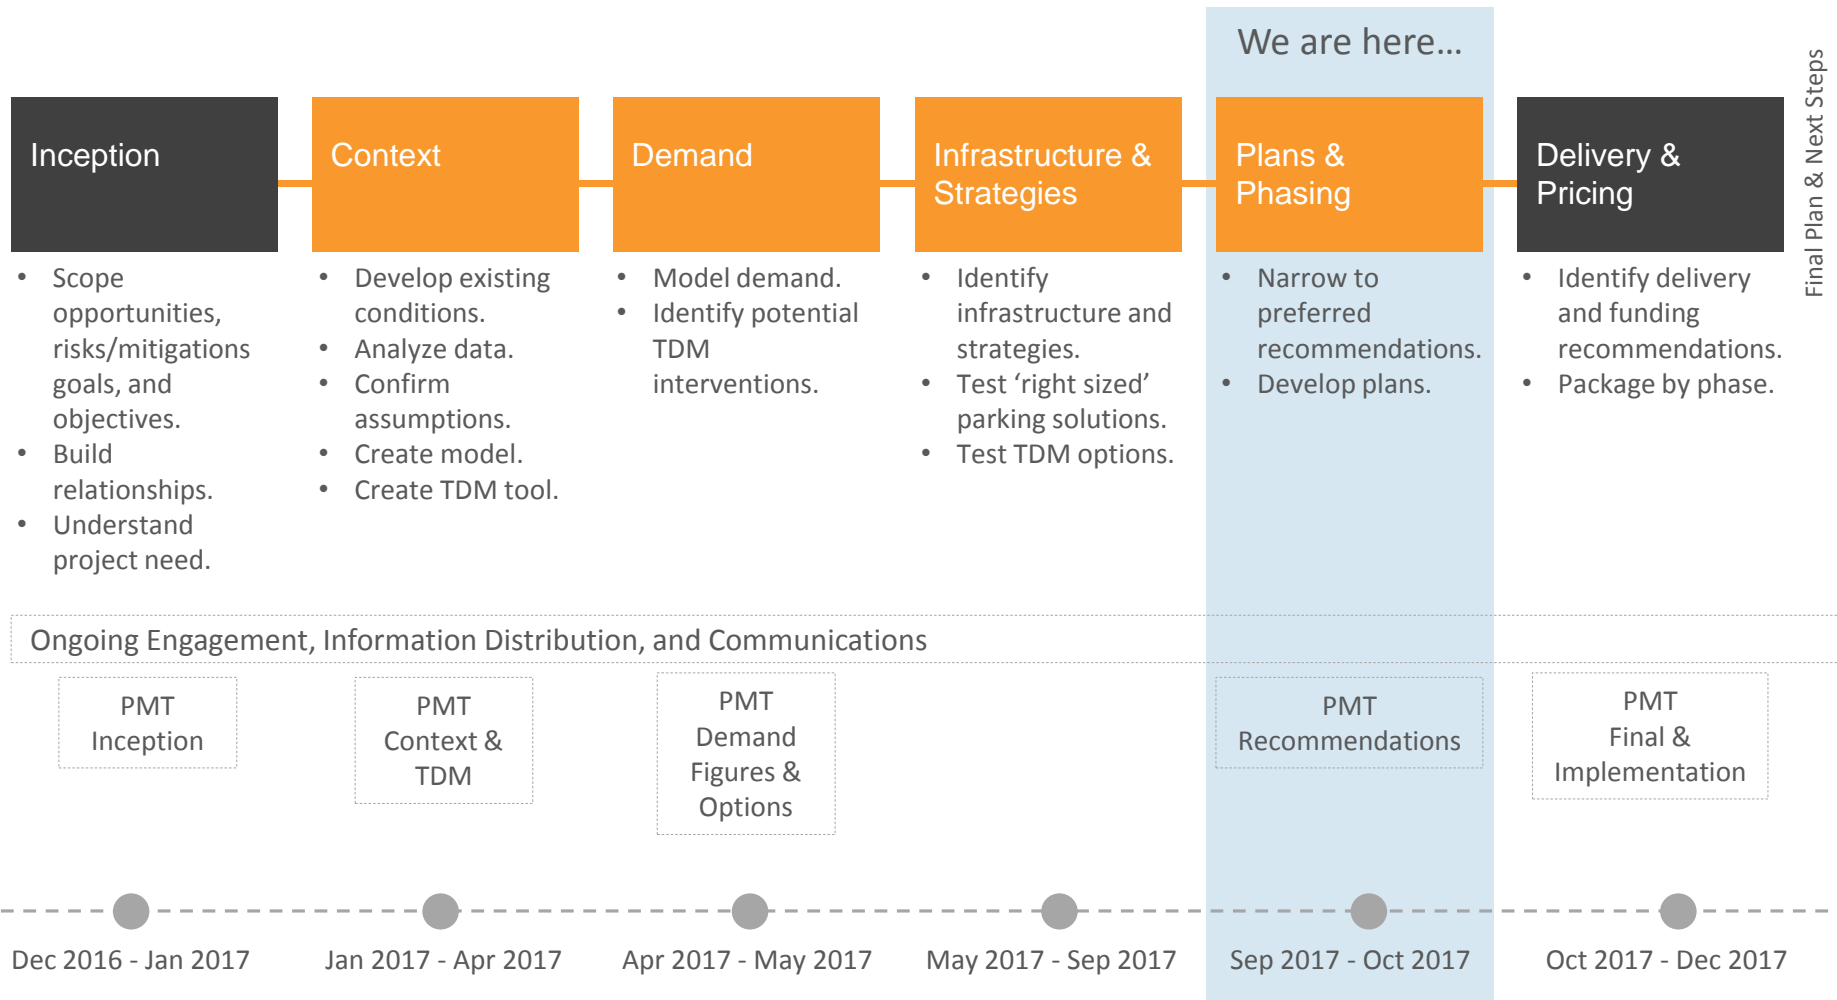 We are here…
Final Plan & Next Steps
Inception
Context
Demand
Infrastructure &
Strategies
Plans &
Phasing
Delivery &
Pricing
• Scope
opportunities,
risks/mitigations
goals, and
objectives.
• Build
relationships.
• Understand
project need.
• Develop existing
conditions.
• Analyze data.
• Confirm
assumptions.
• Create model.
• Create TDM tool.
• Model demand.
• Identify potential
TDM
interventions.
• Identify
infrastructure and
strategies.
• Test ‘right sized’
parking solutions.
• Test TDM options.
• Narrow to
preferred
recommendations.
• Develop plans.
• Identify delivery
and funding
recommendations.
• Package by phase.
Ongoing Engagement, Information Distribution, and Communications
PMT
Inception
PMT
Context &
TDM
PMT
Demand
Figures &
Options
PMT
Recommendations
PMT
Final &
Implementation
Dec 2016 - Jan 2017
Jan 2017 - Apr 2017
Apr 2017 - May 2017
May 2017 - Sep 2017
Sep 2017 - Oct 2017
Oct 2017 - Dec 2017